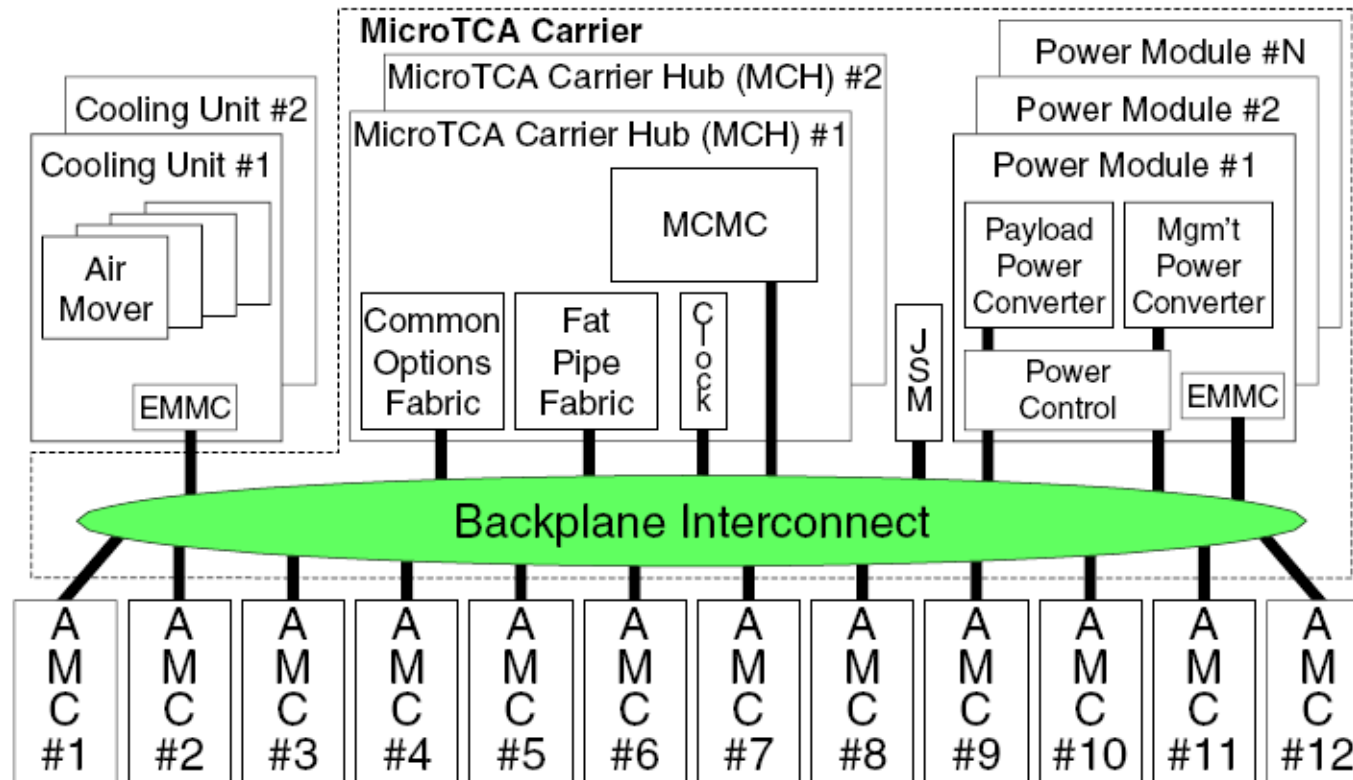 MicroTCA Carrier
MicroTCA Carrier Hub (MCH) #2
MicroTCA Carrier Hub (MCH) #1
MCMC
Common
Options
Fabric
Fat
Pipe
Fabric
Clock
Cooling Unit #2
Cooling Unit #1
Air
Mover
EMMC
JSM
Power Module #N
Power Module #2
Power Module #1
Payload
Power
Converter
Mgm't
Power
Converter
Power
Control
EMMC
Backplane Interconnect
AMC
#1
AMC
#2
AMC
#3
AMC
#4
AMC
#5
AMC
#6
AMC
#7
AMC
#8
AMC
#9
AMC
#10
AMC
#11
AMC
#12